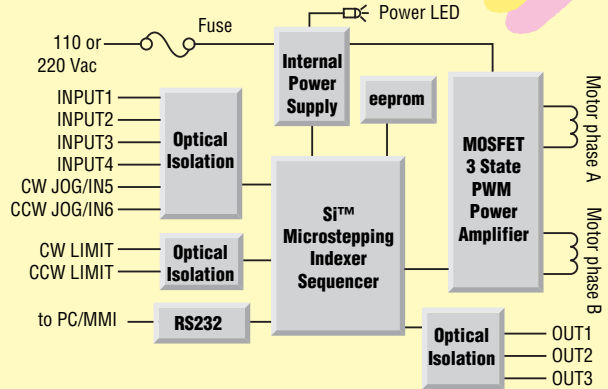 Power LED
Fuse
110 or
220 Vac
Internal
Power
Supply
eeprom
INPUT1
INPUT2
INPUT3
INPUT4
CW JOG/IN5
CCW JOG/IN6
Optical
Isolation
MOSFET
3 State
PWM
Power
Amplifier
Motor phase A
Si™
Microstepping
Indexer
Sequencer
CW LIMIT
CCW LIMIT
Optical
Isolation
Motor phase B
to PC/MMI
RS232
Optical
Isolation
OUT1
OUT2
OUT3